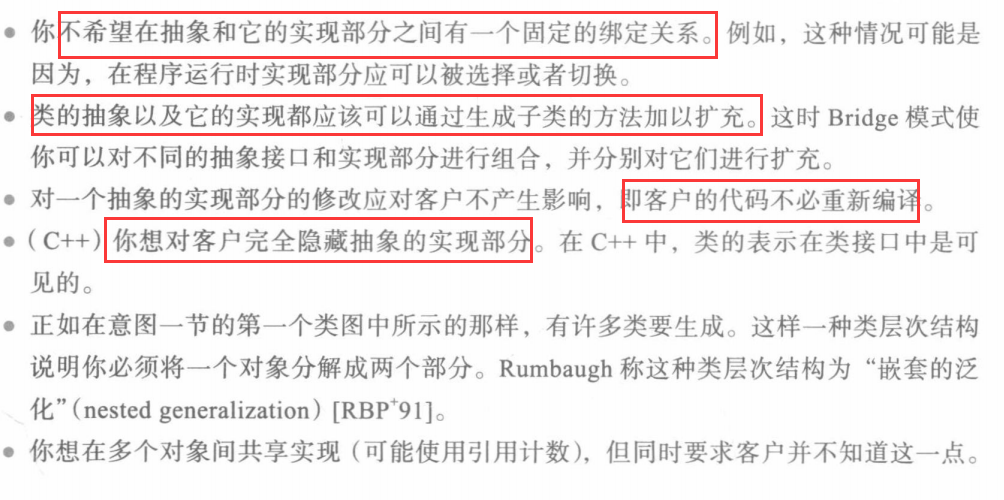 ● 你不希望在抽象和它的实现部分之间有一个固定的绑定关系。例如，这种情况可能是
因为，在程序运行时实现部分应可以被选择或者切换。
● 类的抽象以及它的实现都应该可以通过生成子类的方法加以扩充。这时 Bridge 模式使
你可以对不同的抽象接口和实现部分进行组合，并分别对它们进行扩充。
● 对一个抽象的实现部分的修改应对客户不产生影响，即客户的代码不必重新编译。
● （C++）你想对客户完全隐藏抽象的实现部分。在 C++ 中，类的表示在类接口中是可
见的。
● 正如在意图一节的第一个类图中所示的那样，有许多类要生成。这样一种类层次结构
说明你必须将一个对象分解成两个部分。Rumbaugh 称这种类层次结构为“嵌套的泛
化”（nested generalization）[RBP+91]。
● 你想在多个对象间共享实现（可能使用引用计数），但同时要求客户并不知道这一点。